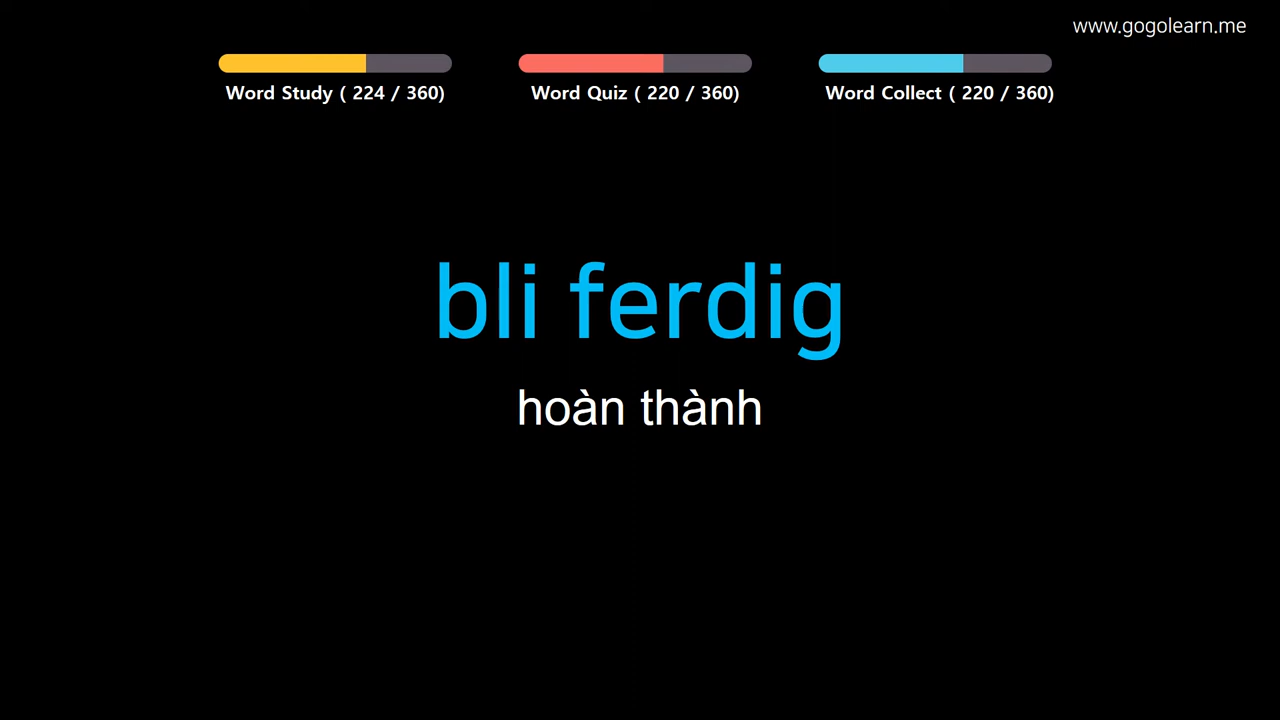 www.gogolearn.me
Word Study ( 224 / 360)
Word Quiz ( 220 / 360)
Word Collect ( 220 / 360)
bli ferdig
hoàn thành